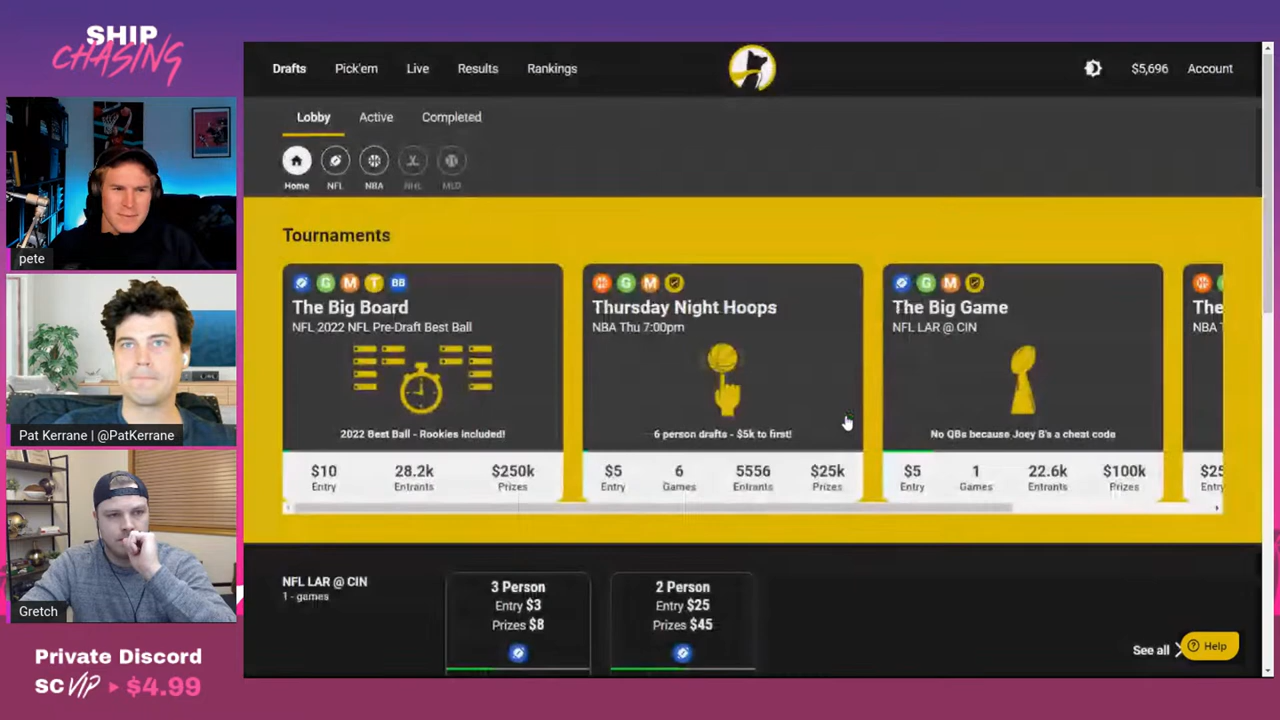 SHIP
CHASING
pete
Pat Kerrane | @PatKerrane
Gretch
Private Discord
SC VIP ▸ $4.99
Drafts Pick'em Live Results Rankings $5,696 Account
Lobby Active Completed
Home NFL NBA NHL MLB
Tournaments
G M T BB
The Big Board
NFL 2022 NFL Pre-Draft Best Ball
2022 Best Ball - Rookies Included!
$10 28.2k $250k
Entry Entrants Prizes
G M
Thursday Night Hoops
NBA Thu 7:00pm
6 person drafts - $5k to first!
$5 6 5556 $25k
Entry Games Entrants Prizes
G M
The Big Game
NFL LAR @ CIN
No QBs because Joey B's a cheat code
$5 1 22.6k $100k
Entry Games Entrants Prizes
The
NBA
$25
Entry
NFL LAR @ CIN
1 - games
3 Person
Entry $3
Prizes $8
2 Person
Entry $25
Prizes $45
See all
Help